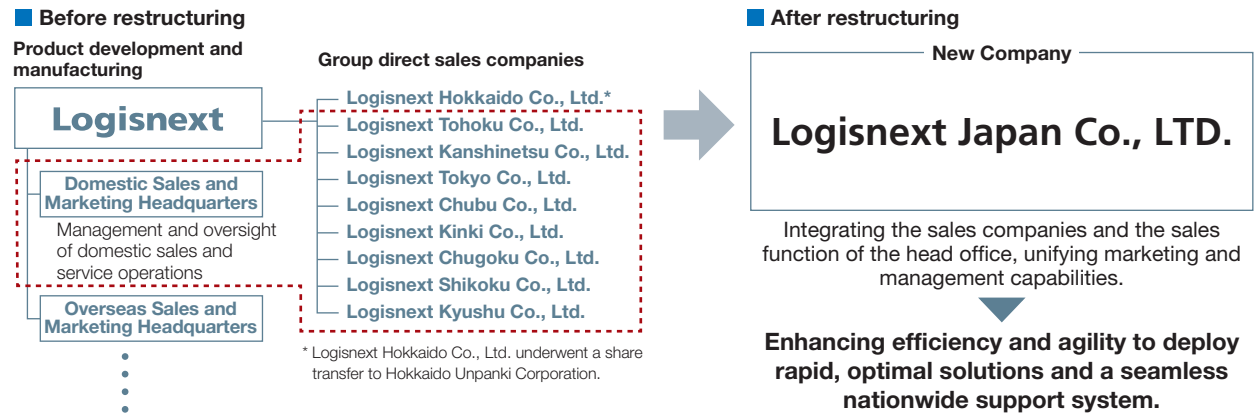 Before restructuring
Product development and
manufacturing
Logisnext
Domestic Sales and
Marketing Headquarters
Management and oversight
of domestic sales and
service operations
Overseas Sales and
Marketing Headquarters
Group direct sales companies
Logisnext Hokkaido Co., Ltd.*
Logisnext Tohoku Co., Ltd.
Logisnext Kanshinetsu Co., Ltd.
Logisnext Tokyo Co., Ltd.
Logisnext Chubu Co., Ltd.
Logisnext Kinki Co., Ltd.
Logisnext Chugoku Co., Ltd.
Logisnext Shikoku Co., Ltd.
Logisnext Kyushu Co., Ltd.
* Logisnext Hokkaido Co., Ltd. underwent a share
transfer to Hokkaido Unpanki Corporation.
After restructuring
New Company
Logisnext Japan Co., LTD.
Integrating the sales companies and the sales
function of the head office, unifying marketing and
management capabilities.
Enhancing efficiency and agility to deploy
rapid, optimal solutions and a seamless
nationwide support system.